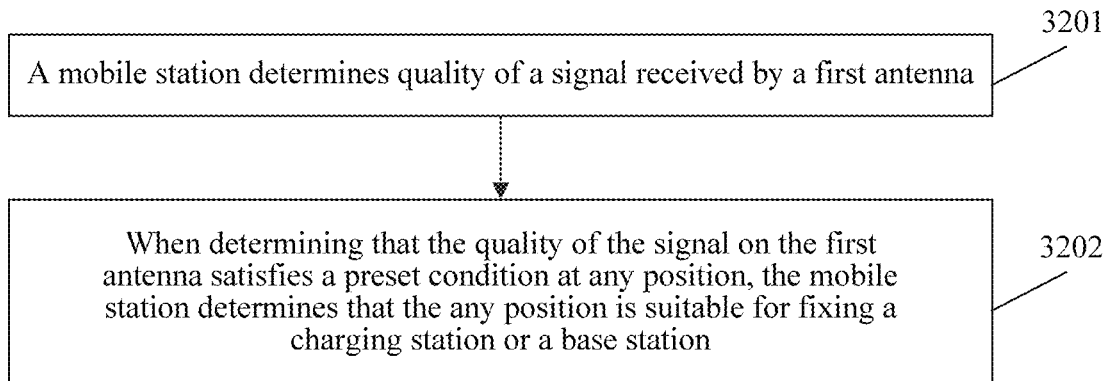 3201
A mobile station determines quality of a signal received by a first antenna
When determining that the quality of the signal on the first
antenna satisfies a preset condition at any position, the mobile
station determines that the any position is suitable for fixing a
charging station or a base station
3202